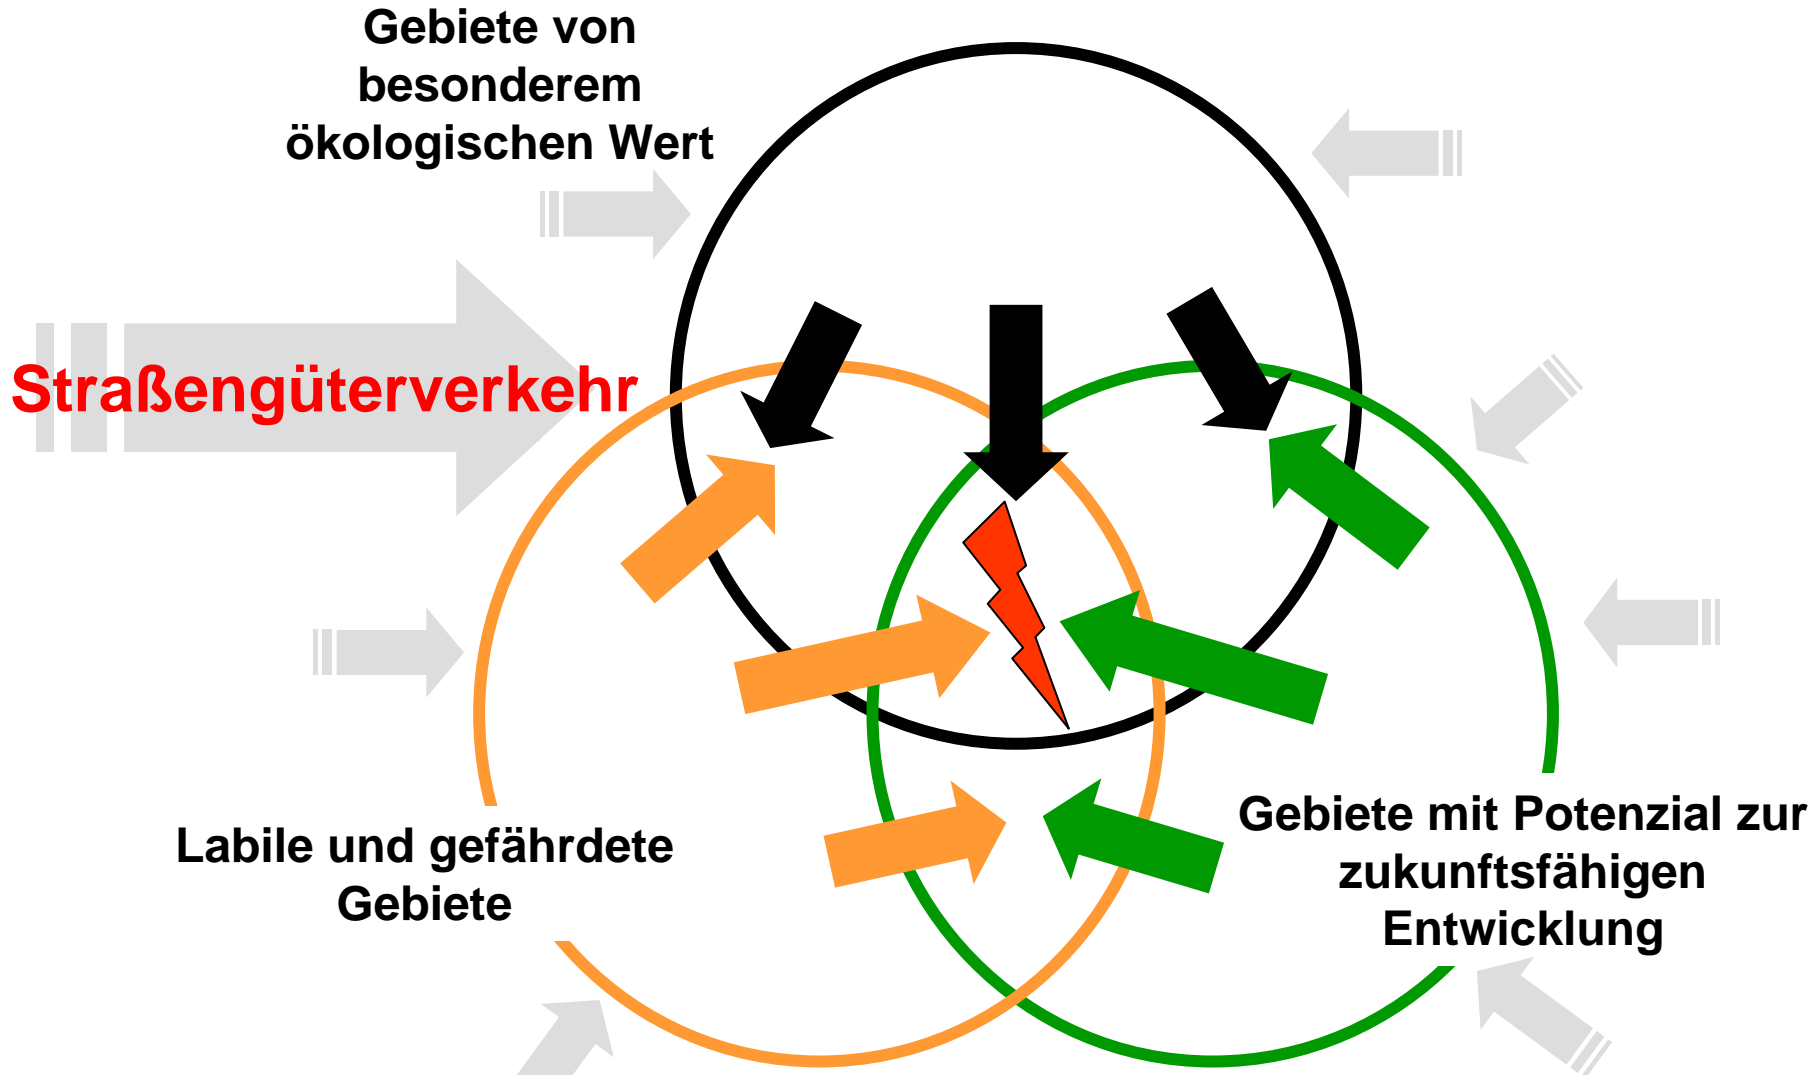 Gebiete von
besonderem
ökologischen Wert
Straßengüterverkehr
Labile und gefährdete
Gebiete
Gebiete mit Potenzial zur
zukunftsfähigen
Entwicklung